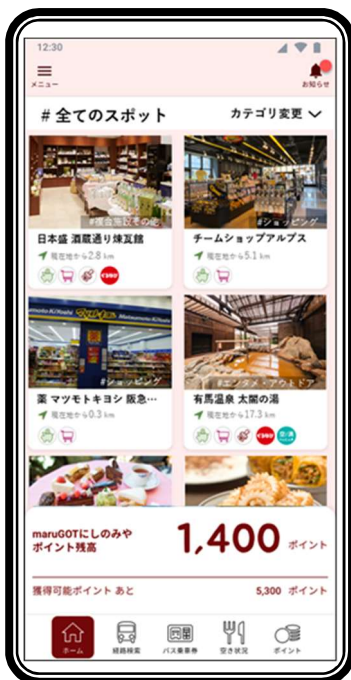 12:30
メニュー
お知らせ
# 全てのスポット
カテゴリ変更
#複合施設その他
#ショッピング
日本盛 酒蔵通り煉瓦館
チームショップアルプス
現在地から2.8 km
現在地から5.1 km
Matsumoto KiYoshi
#ショッピング
#エンタメ・アウトドア
薬 マツモトキヨシ 阪急…
有馬温泉 太閤の湯
現在地から0.3 km
現在地から17.3 km
maruGOTにしのみや
ポイント残高
1,400 ポイント
獲得可能ポイント あと
5,300 ポイント
ホーム
経路検索
バス乗車券
空き状況
ポイント